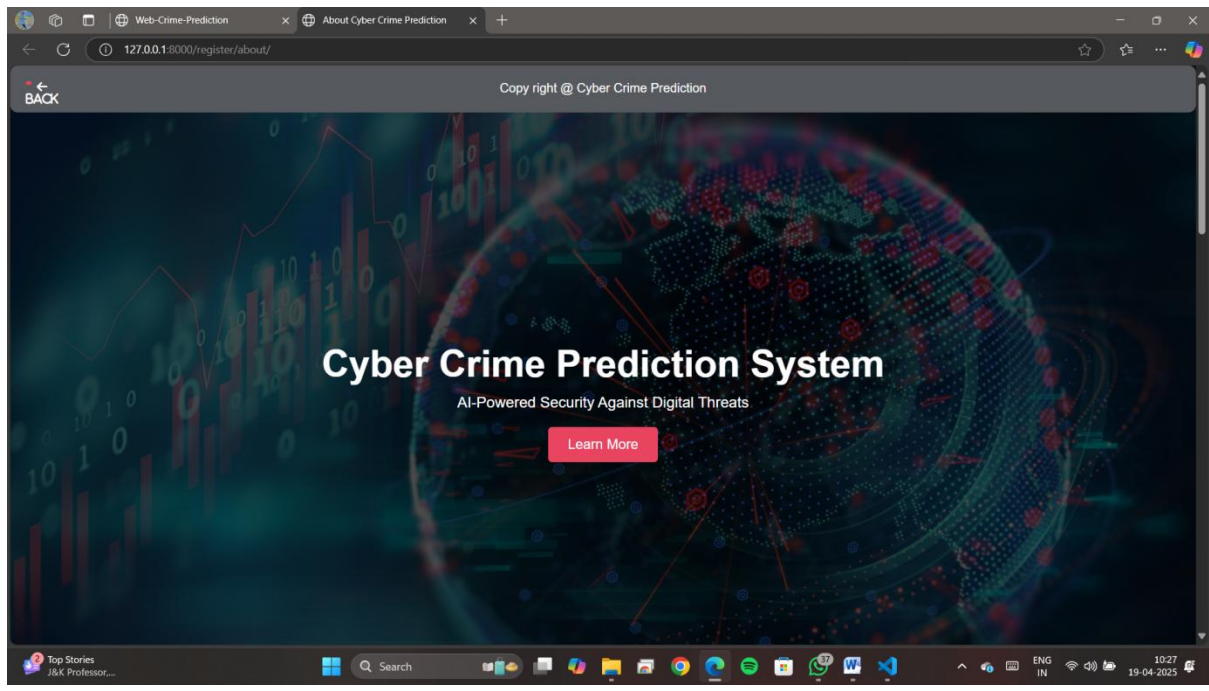 Web-Crime-Prediction
About Cyber Crime Prediction
127.0.0.1:8000/register/about/
BACK
Copy right @ Cyber Crime Prediction
Cyber Crime Prediction System
AI-Powered Security Against Digital Threats
Learn More
2
Top Stories
J&K Professor,...
Search
37
ENG
IN
10:27
19-04-2025